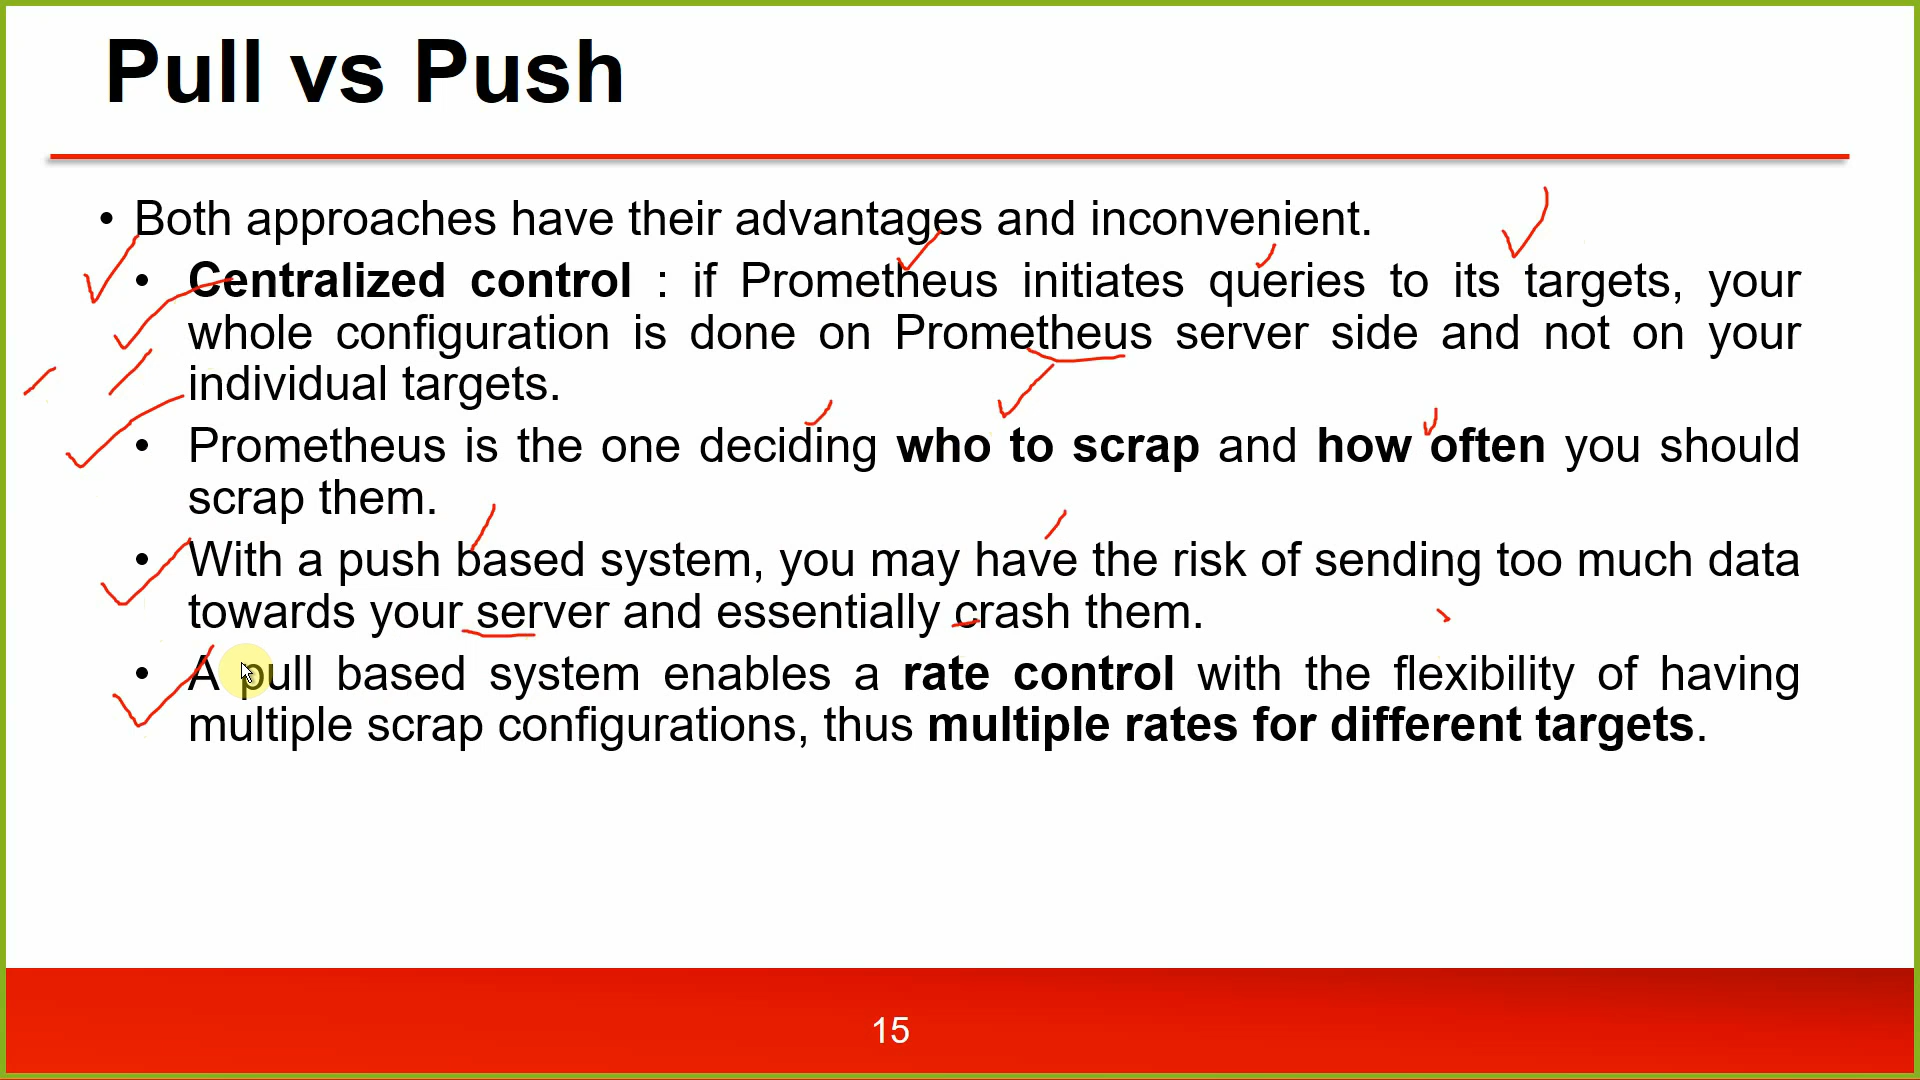 Pull vs Push
• Both approaches have their advantages and inconvenient.
• Centralized control : if Prometheus initiates queries to its targets, your
whole configuration is done on Prometheus server side and not on your
individual targets.
• Prometheus is the one deciding who to scrap and how often you should
scrap them.
• With a push based system, you may have the risk of sending too much data
towards your server and essentially crash them.
• A pull based system enables a rate control with the flexibility of having
multiple scrap configurations, thus multiple rates for different targets.
15